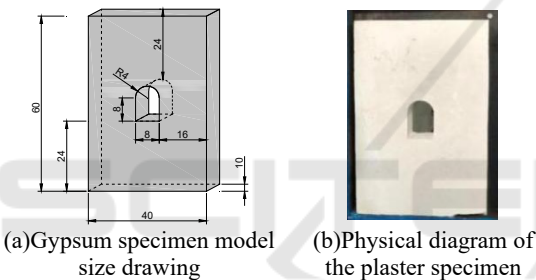 24
R4
60
8
8
16
24
10
40
(a)Gypsum specimen model
size drawing
(b)Physical diagram of
the plaster specimen
SCITE